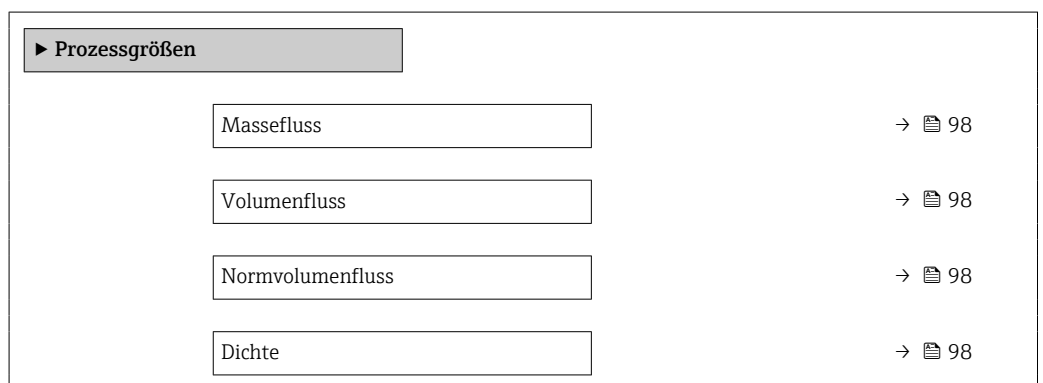 ▶ Prozessgrößen
Massefluss → 98
Volumenfluss → 98
Normvolumenfluss → 98
Dichte → 98